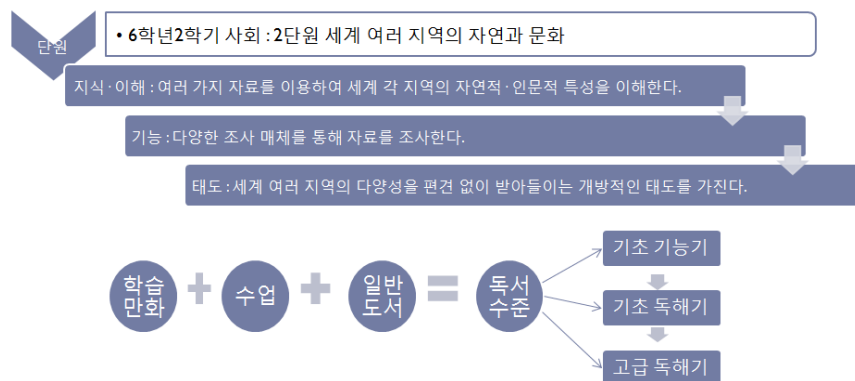 단원
• 6학년2학기 사회 : 2단원 세계 여러 지역의 자연과 문화
지식·이해 : 여러 가지 자료를 이용하여 세계 각 지역의 자연적·인문적 특성을 이해한다.
기능 : 다양한 조사 매체를 통해 자료를 조사한다.
태도 : 세계 여러 지역의 다양성을 편견 없이 받아들이는 개방적인 태도를 가진다.
학습
만화
+
수업
+
일반
도서
=
독서
수준
기초 기능기
기초 독해기
고급 독해기